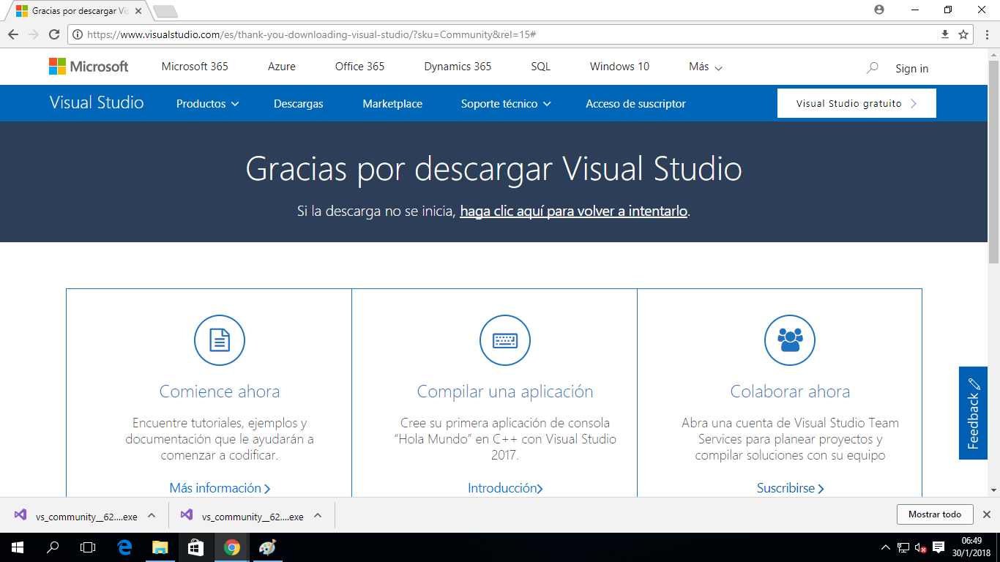 Gracias por descargar Vis
https://www.visualstudio.com/es/thank-you-downloading-visual-studio/?sku=Community&rel=15#
Microsoft
Microsoft 365
Azure
Office 365
Dynamics 365
SQL
Windows 10
Más
Sign in
Visual Studio
Productos
Descargas
Marketplace
Soporte técnico
Acceso de suscriptor
Visual Studio gratuito
Gracias por descargar Visual Studio
Si la descarga no se inicia, haga clic aquí para volver a intentarlo.
Comience ahora
Encuentre tutoriales, ejemplos y
documentación que le ayudarán a
comenzar a codificar.
Más información
Compilar una aplicación
Cree su primera aplicación de consola
“Hola Mundo” en C++ con Visual Studio
2017.
Introducción
Colaborar ahora
Abra una cuenta de Visual Studio Team
Services para planear proyectos y
compilar soluciones con su equipo
Suscribirse
Feedback
vs_community__62....exe
vs_community__62....exe
Mostrar todo
06:49
30/1/2018